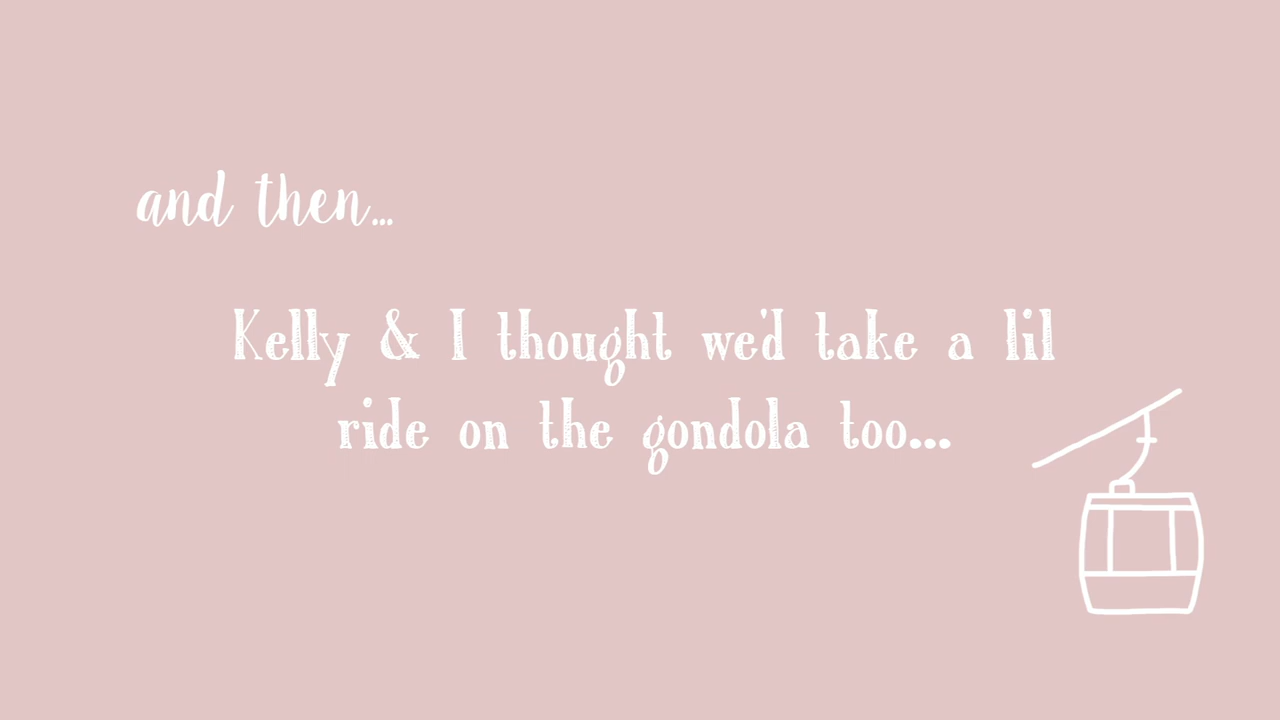 and then...
Kelly & I thought we'd take a lil
ride on the gondola too...